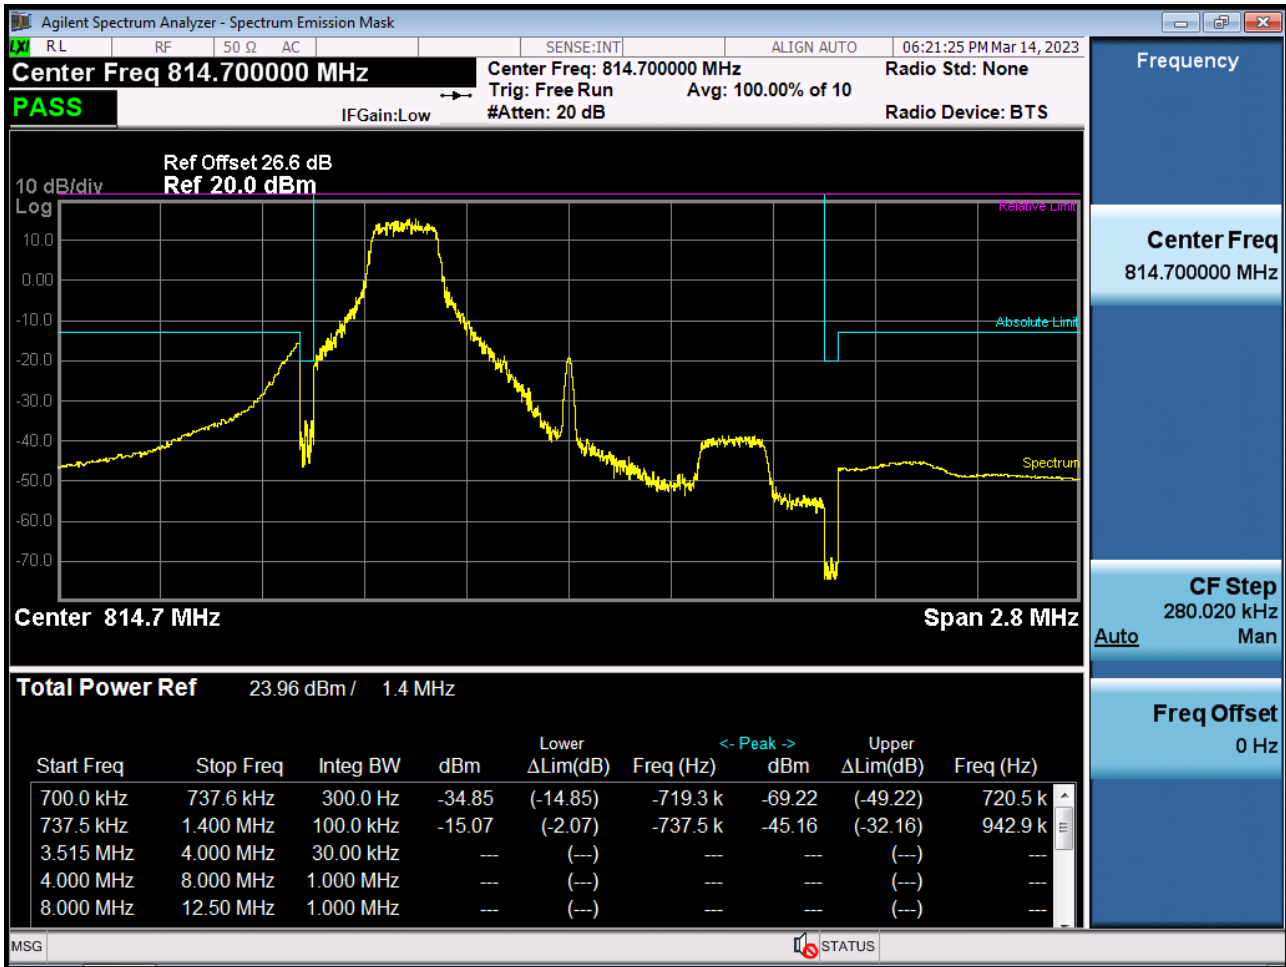 Agilent Spectrum Analyzer - Spectrum Emission Mask
LXI RL RF 50 Ω AC SENSE:INT ALIGN AUTO 06:21:25 PM Mar 14, 2023
Center Freq 814.700000 MHz
Center Freq: 814.700000 MHz Radio Std: None
Trig: Free Run Avg: 100.00% of 10
PASS
IFGain:Low #Atten: 20 dB Radio Device: BTS
Ref Offset 26.6 dB
10 dB/div Ref 20.0 dBm
Log
Relative Limit
10.0
0.00
-10.0
Absolute Limit
-20.0
-30.0
-40.0
Spectrum
-50.0
-60.0
-70.0
Center 814.7 MHz Span 2.8 MHz
Total Power Ref 23.96 dBm / 1.4 MHz
Lower <- Peak -> Upper
Start Freq Stop Freq Integ BW dBm ΔLim(dB) Freq (Hz) dBm ΔLim(dB) Freq (Hz)
700.0 kHz 737.6 kHz 300.0 Hz -34.85 (-14.85) -719.3 k -69.22 (-49.22) 720.5 k
737.5 kHz 1.400 MHz 100.0 kHz -15.07 (-2.07) -737.5 k -45.16 (-32.16) 942.9 k
3.515 MHz 4.000 MHz 30.00 kHz --- (---) --- --- (---) ---
4.000 MHz 8.000 MHz 1.000 MHz --- (---) --- --- (---) ---
8.000 MHz 12.50 MHz 1.000 MHz --- (---) --- --- (---) ---
MSG STATUS
Frequency
Center Freq
814.700000 MHz
CF Step
280.020 kHz
Auto Man
Freq Offset
0 Hz